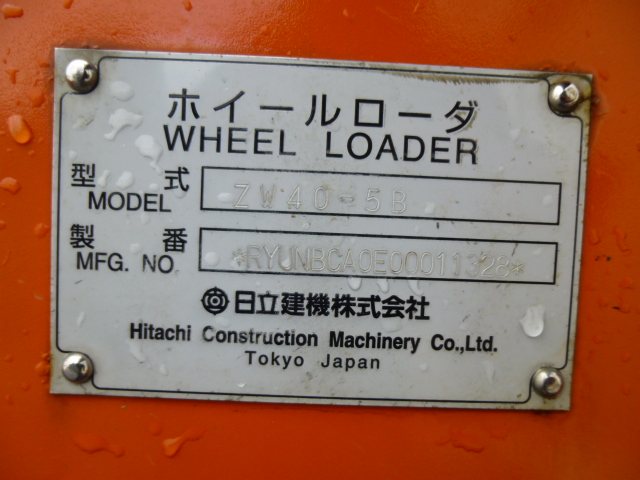 ホイールローダ
WHEEL LOADER
型式 ZW40-5B
MODEL
製番 *RYUNBCA0E00011328*
MFG. NO
日立建機株式会社
Hitachi Construction Machinery Co.,Ltd.
Tokyo Japan